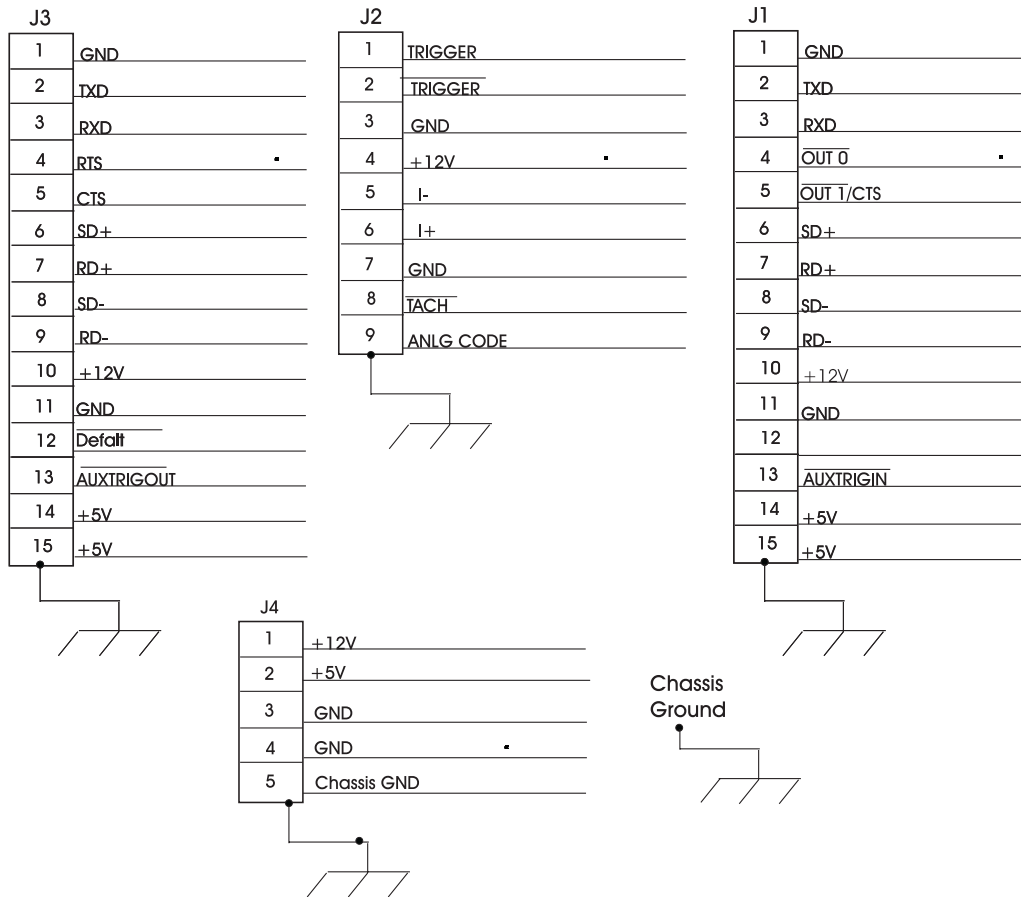 J3
1 GND
2 TXD
3 RXD
4 RTS
5 CTS
6 SD+
7 RD+
8 SD-
9 RD-
10 +12V
11 GND
12 Defalt
13 AUXTRIGOUT
14 +5V
15 +5V
J2
1 TRIGGER
2 TRIGGER
3 GND
4 +12V
5 I-
6 I+
7 GND
8 TACH
9 ANLG CODE
J1
1 GND
2 TXD
3 RXD
4 OUT 0
5 OUT 1/CTS
6 SD+
7 RD+
8 SD-
9 RD-
10 +12V
11 GND
12
13 AUXTRIGIN
14 +5V
15 +5V
J4
1 +12V
2 +5V
3 GND
4 GND
5 Chassis GND
Chassis
Ground